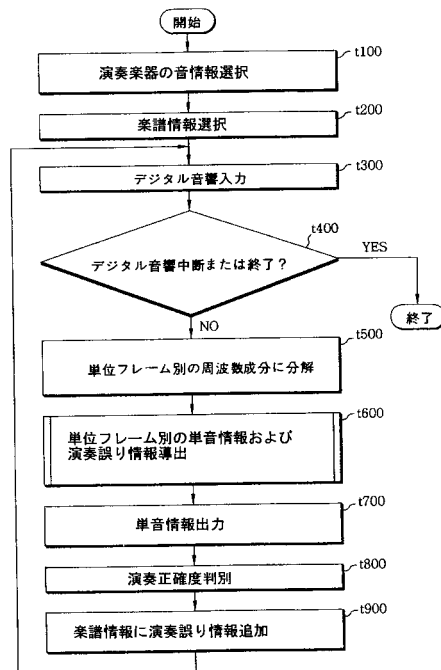 開始
t100
演奏楽器の音情報選択
t200
楽譜情報選択
t300
デジタル音響入力
t400
デジタル音響中断または終了?
YES
終了
NO
t500
単位フレーム別の周波数成分に分解
t600
単位フレーム別の単音情報および
演奏誤り情報導出
t700
単音情報出力
t800
演奏正確度判別
t900
楽譜情報に演奏誤り情報追加